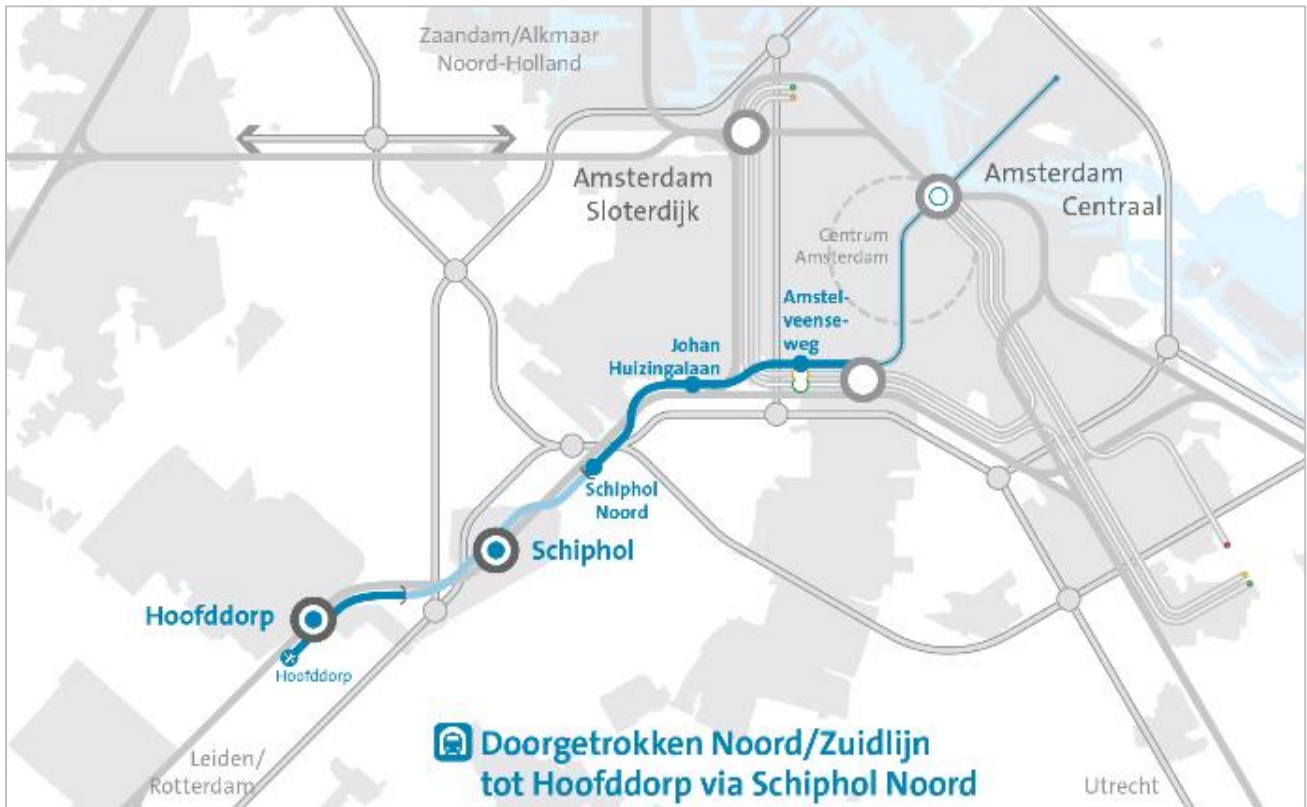 Zaandam/Alkmaar
Noord-Holland
Amsterdam
Sloterdijk
Amsterdam
Centraal
Centrum
Amsterdam
Amstel-
veense-
weg
Johan
Huizingalaan
Schiphol
Noord
Schiphol
Hoofddorp
Hoofddorp
Leiden/
Rotterdam
Doorgetrokken Noord/Zuidlijn
tot Hoofddorp via Schiphol Noord
Utrecht